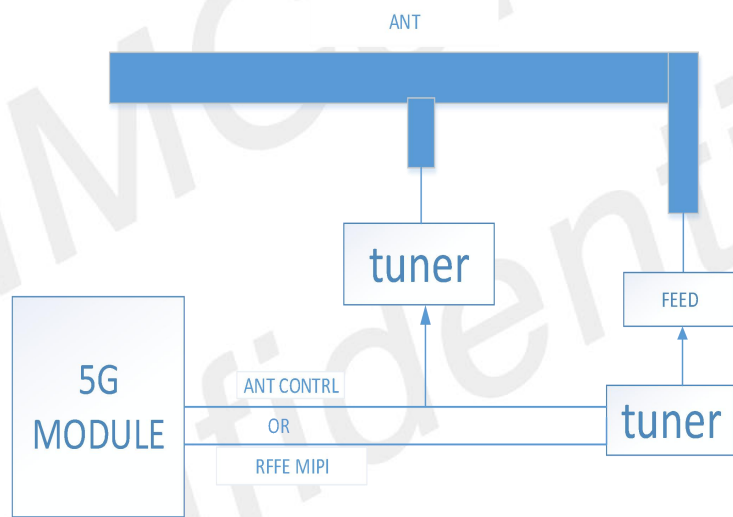 ANT
tuner
FEED
5G
MODULE
ANT CONTRL
OR
RFFE MIPI
tuner